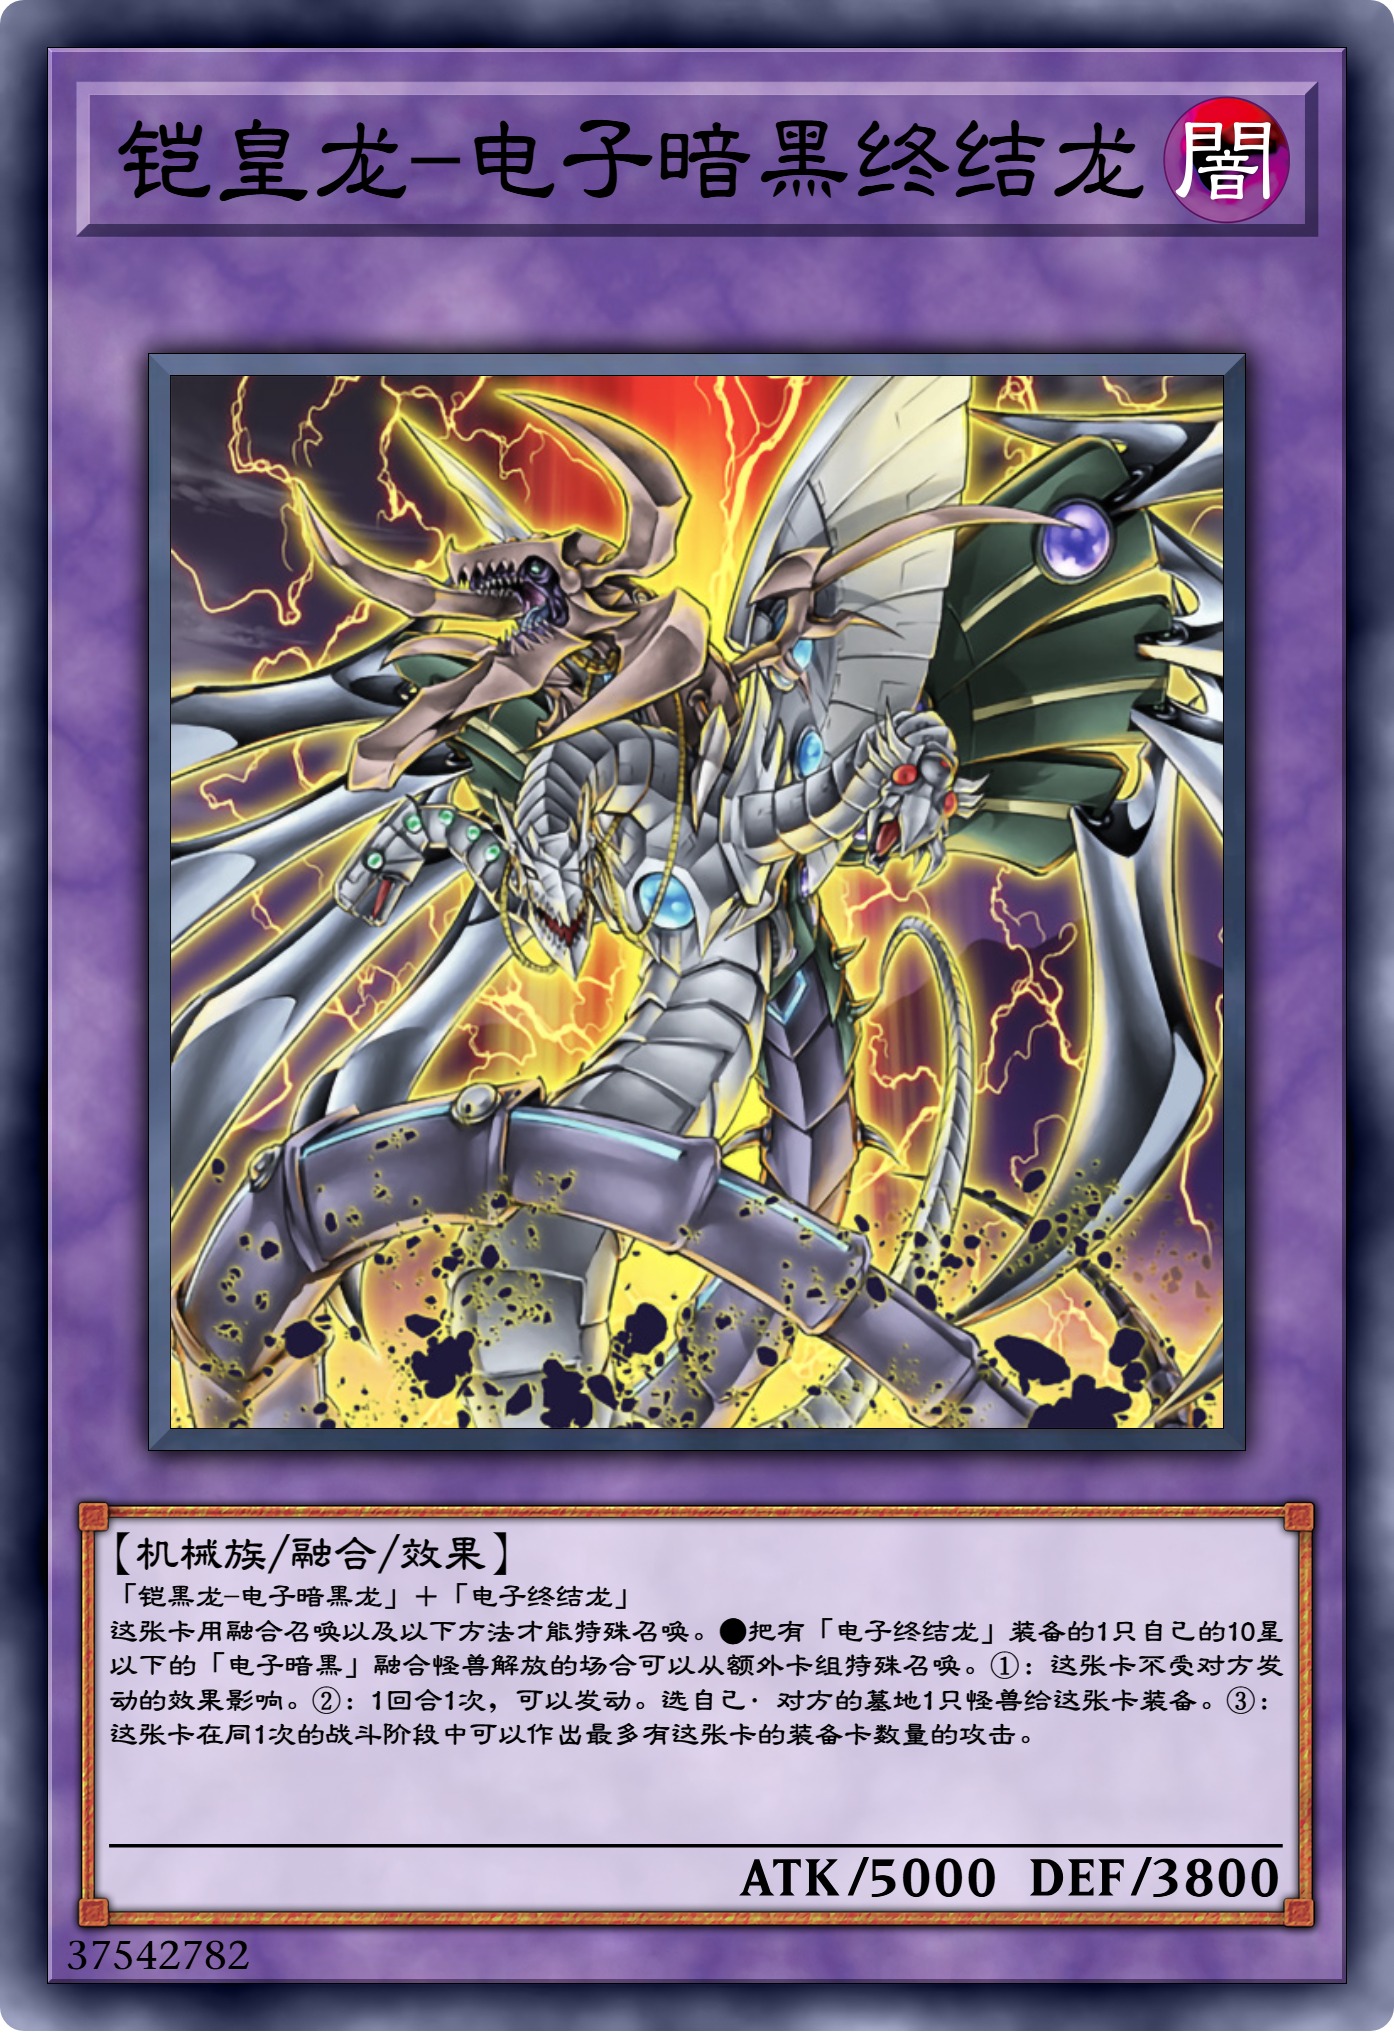 铠皇龙-电子暗黑终结龙
闇
【机械族/融合/效果】
「铠黑龙-电子暗黑龙」+「电子终结龙」
这张卡用融合召唤以及以下方法才能特殊召唤。●把有「电子终结龙」装备的1只自己的10星
以下的「电子暗黑」融合怪兽解放的场合可以从额外卡组特殊召唤。①：这张卡不受对方发
动的效果影响。②：1回合1次，可以发动。选自己·对方的墓地1只怪兽给这张卡装备。③：
这张卡在同1次的战斗阶段中可以作出最多有这张卡的装备卡数量的攻击。
ATK/5000 DEF/3800
37542782